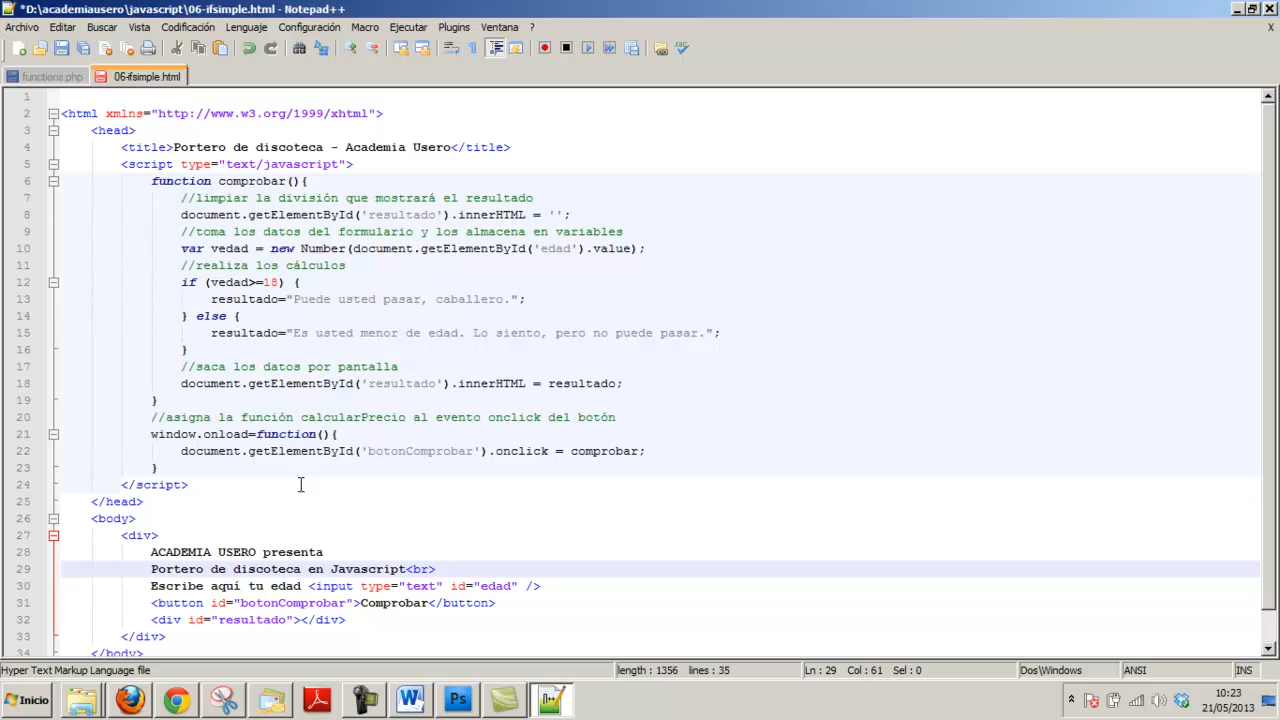 *D:\academiausero\javascript\06-ifsimple.html - Notepad++
Archivo Editar Buscar Vista Codificación Lenguaje Configuración Macro Ejecutar Plugins Ventana ? X
functions.php 06-ifsimple.html
1
2 <html xmlns="http://www.w3.org/1999/xhtml">
3 <head>
4 <title>Portero de discoteca - Academia Usero</title>
5 <script type="text/javascript">
6 function comprobar(){
7 //limpiar la división que mostrará el resultado
8 document.getElementById('resultado').innerHTML = '';
9 //toma los datos del formulario y los almacena en variables
10 var vedad = new Number(document.getElementById('edad').value);
11 //realiza los cálculos
12 if (vedad>=18) {
13 resultado="Puede usted pasar, caballero.";
14 } else {
15 resultado="Es usted menor de edad. Lo siento, pero no puede pasar.";
16 }
17 //saca los datos por pantalla
18 document.getElementById('resultado').innerHTML = resultado;
19 }
20 //asigna la función calcularPrecio al evento onclick del botón
21 window.onload=function(){
22 document.getElementById('botonComprobar').onclick = comprobar;
23 }
24 </script>
25 </head>
26 <body>
27 <div>
28 ACADEMIA USERO presenta
29 Portero de discoteca en Javascript<br>
30 Escribe aquí tu edad <input type="text" id="edad" />
31 <button id="botonComprobar">Comprobar</button>
32 <div id="resultado"></div>
33 </div>
34 </body>
Hyper Text Markup Language file length : 1356 lines : 35 Ln : 29 Col : 61 Sel : 0 Dos\Windows ANSI INS
Inicio 10:23
21/05/2013